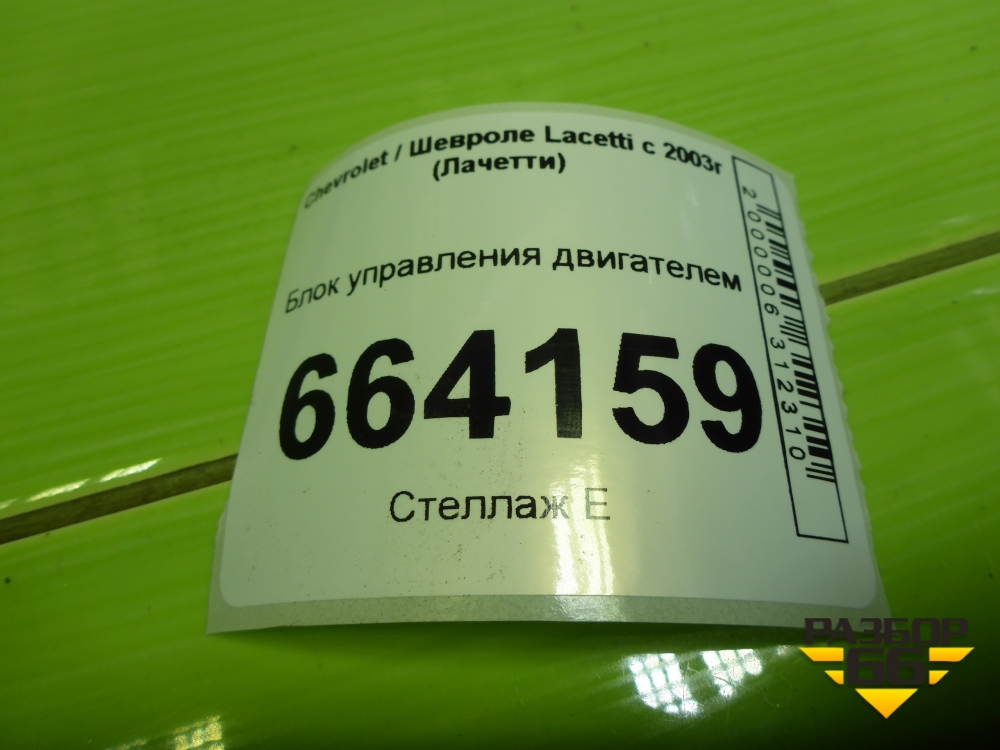 Chevrolet / Шевроле Lacetti с 2003г
(Лачетти)
Блок управления двигателем
664159
Стеллаж Е
2000006312310
РАЗБОР
66